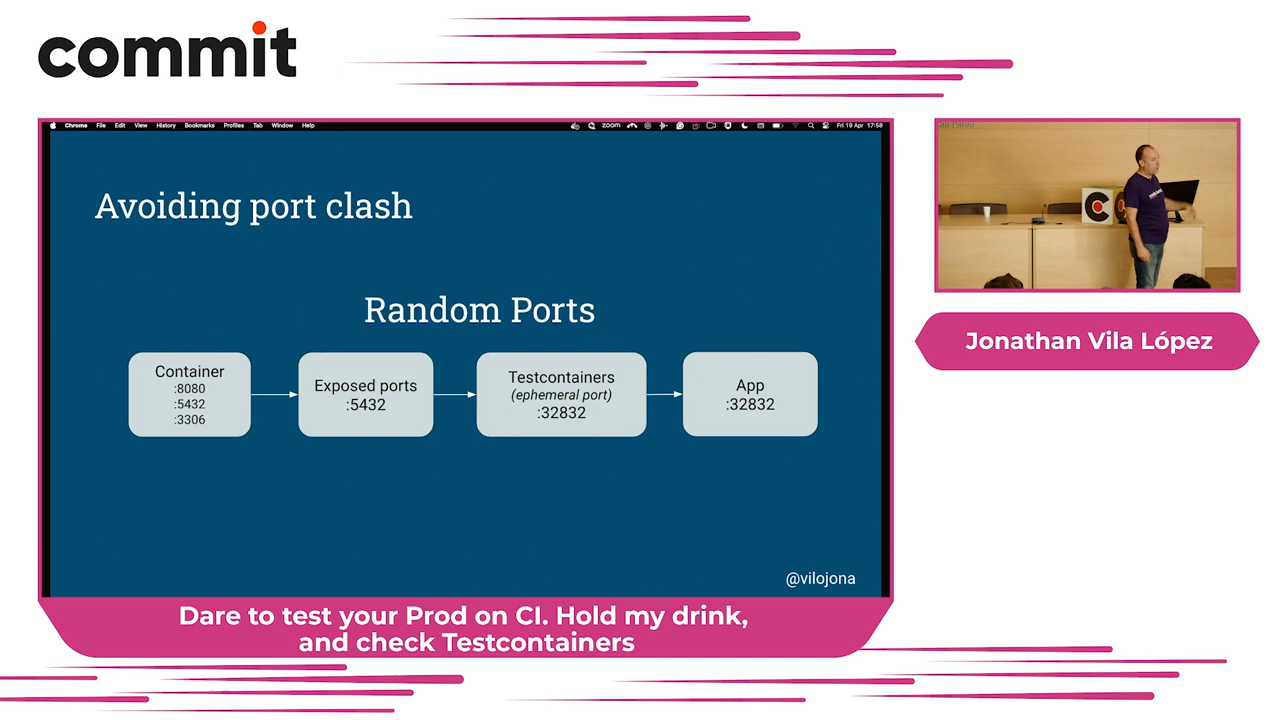 commit
Chrome File Edit View History Bookmarks Profiles Tab Window Help
zoom
Fri 19 Apr 17:58
Avoiding port clash
Random Ports
Container
:8080
:5432
:3306
Exposed ports
:5432
Testcontainers
(ephemeral port)
:32832
App
:32832
@vilojona
Dare to test your Prod on CI. Hold my drink,
and check Testcontainers
Jonathan Vila López